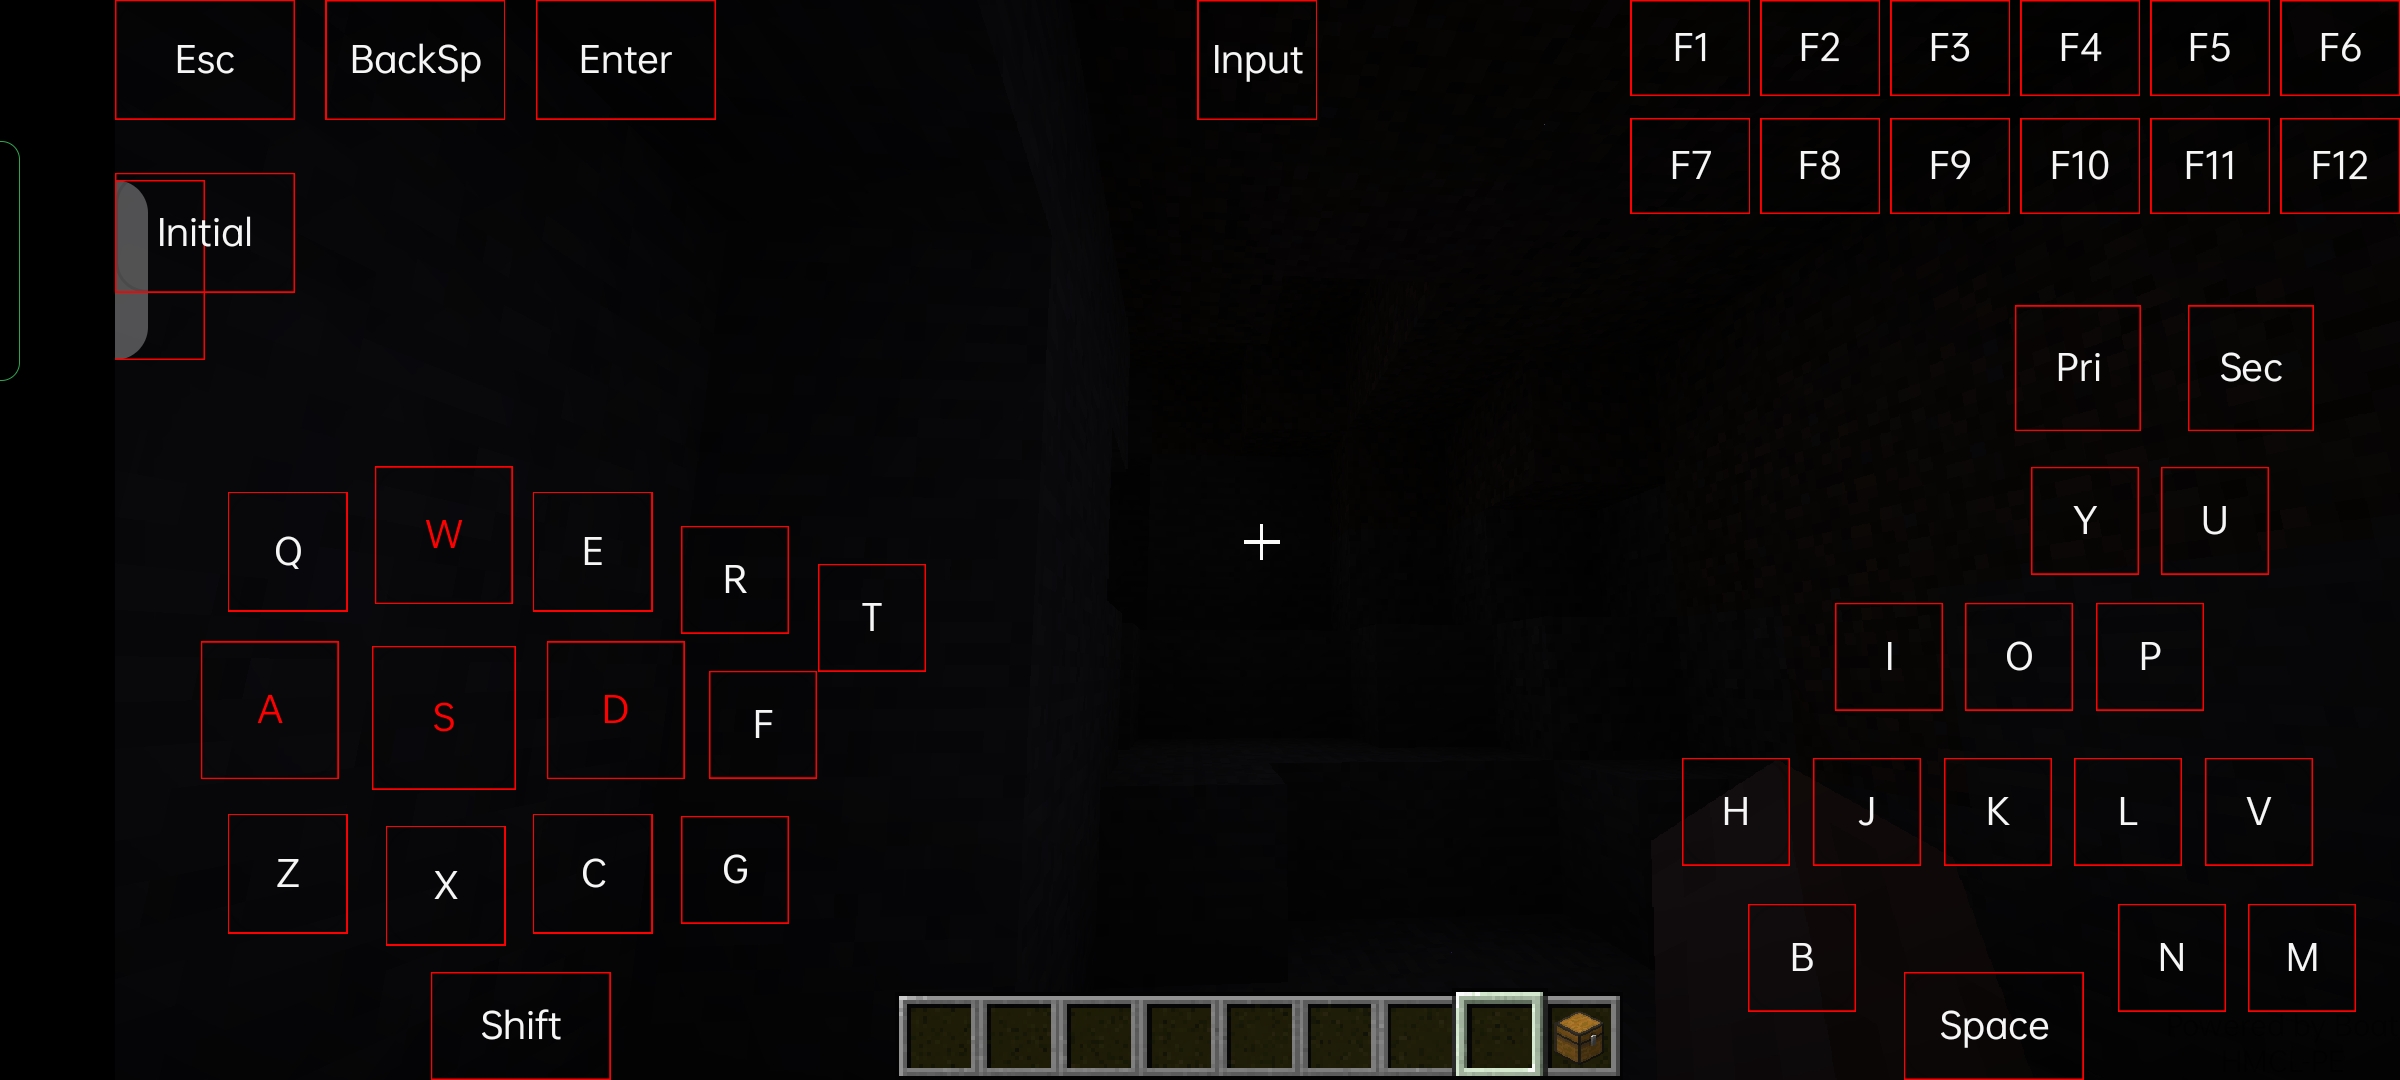 Esc BackSp Enter Input F1 F2 F3 F4 F5 F6
F7 F8 F9 F10 F11 F12
Initial
Pri Sec
Q W E R T Y U
I O P
A S D F
H J K L V
Z X C G
B N M
Shift Space